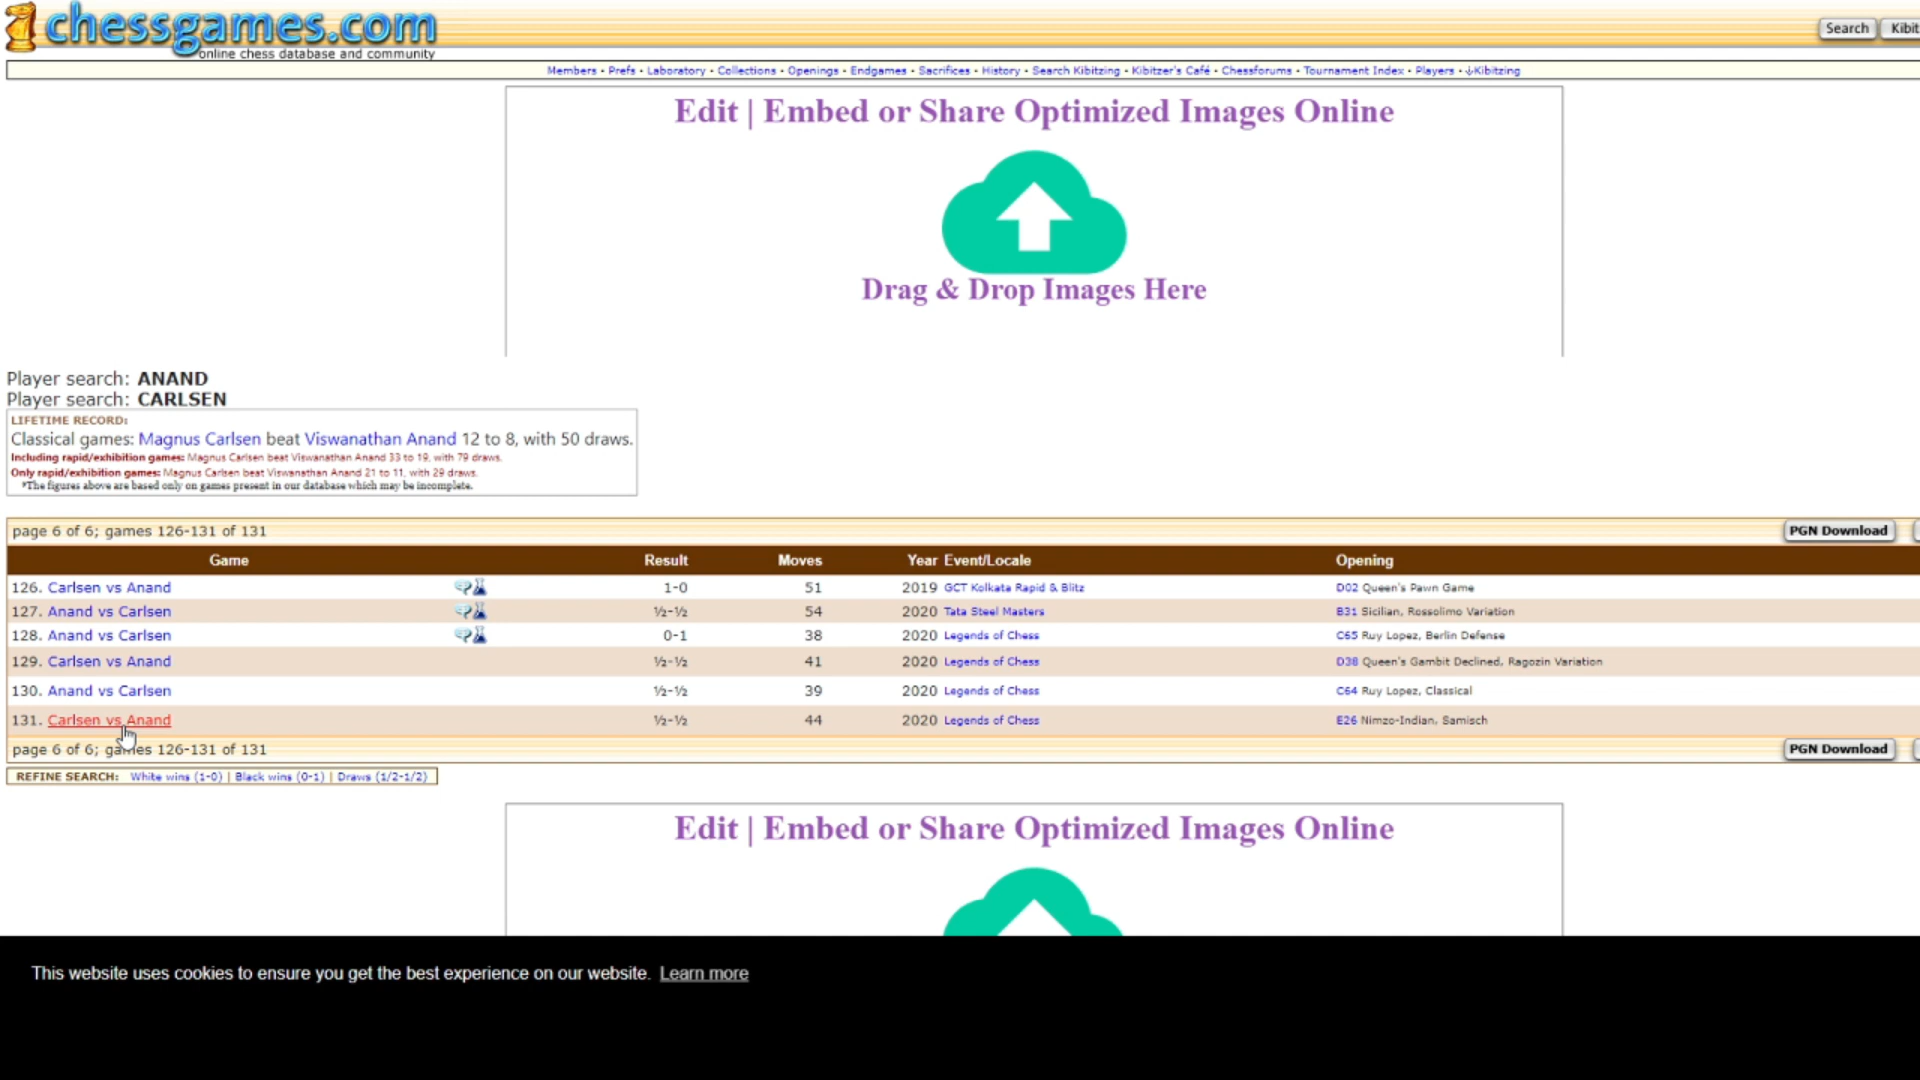 chessgames.com
online chess database and community
Search
Members · Prefs · Laboratory · Collections · Openings · Endgames · Sacrifices · History · Search Kibitzing · Kibitzer's Café · Chessforums · Tournament Index · Players · ↓Kibitzing
Edit | Embed or Share Optimized Images Online
Drag & Drop Images Here
Player search: ANAND
Player search: CARLSEN
LIFETIME RECORD:
Classical games: Magnus Carlsen beat Viswanathan Anand 12 to 8, with 50 draws.
Including rapid/exhibition games: Magnus Carlsen beat Viswanathan Anand 33 to 19, with 79 draws.
Only rapid/exhibition games: Magnus Carlsen beat Viswanathan Anand 21 to 11, with 29 draws.
*The figures above are based only on games present in our database which may be incomplete.
page 6 of 6; games 126-131 of 131 PGN Download
Game Result Moves Year Event/Locale Opening
126. Carlsen vs Anand 1-0 51 2019 GCT Kolkata Rapid & Blitz D02 Queen's Pawn Game
127. Anand vs Carlsen ½-½ 54 2020 Tata Steel Masters B31 Sicilian, Rossolimo Variation
128. Anand vs Carlsen 0-1 38 2020 Legends of Chess C65 Ruy Lopez, Berlin Defense
129. Carlsen vs Anand ½-½ 41 2020 Legends of Chess D38 Queen's Gambit Declined, Ragozin Variation
130. Anand vs Carlsen ½-½ 39 2020 Legends of Chess C64 Ruy Lopez, Classical
131. Carlsen vs Anand ½-½ 44 2020 Legends of Chess E26 Nimzo-Indian, Samisch
page 6 of 6; games 126-131 of 131 PGN Download
REFINE SEARCH: White wins (1-0) | Black wins (0-1) | Draws (1/2-1/2)
Edit | Embed or Share Optimized Images Online
This website uses cookies to ensure you get the best experience on our website. Learn more